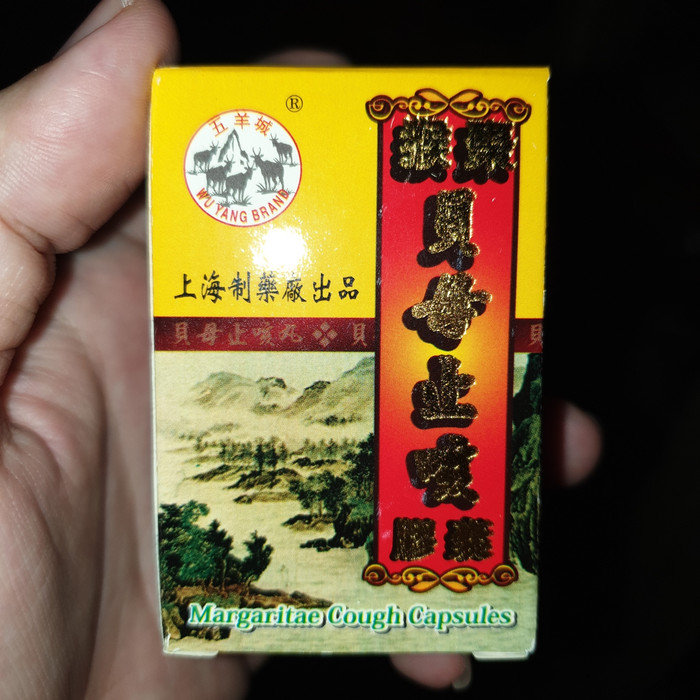 ®
五羊城
WU YANG BRAND
上海制藥廠出品
貝母止咳丸 貝
貝
貝母止咳
膠囊
Margaritae Cough Capsules